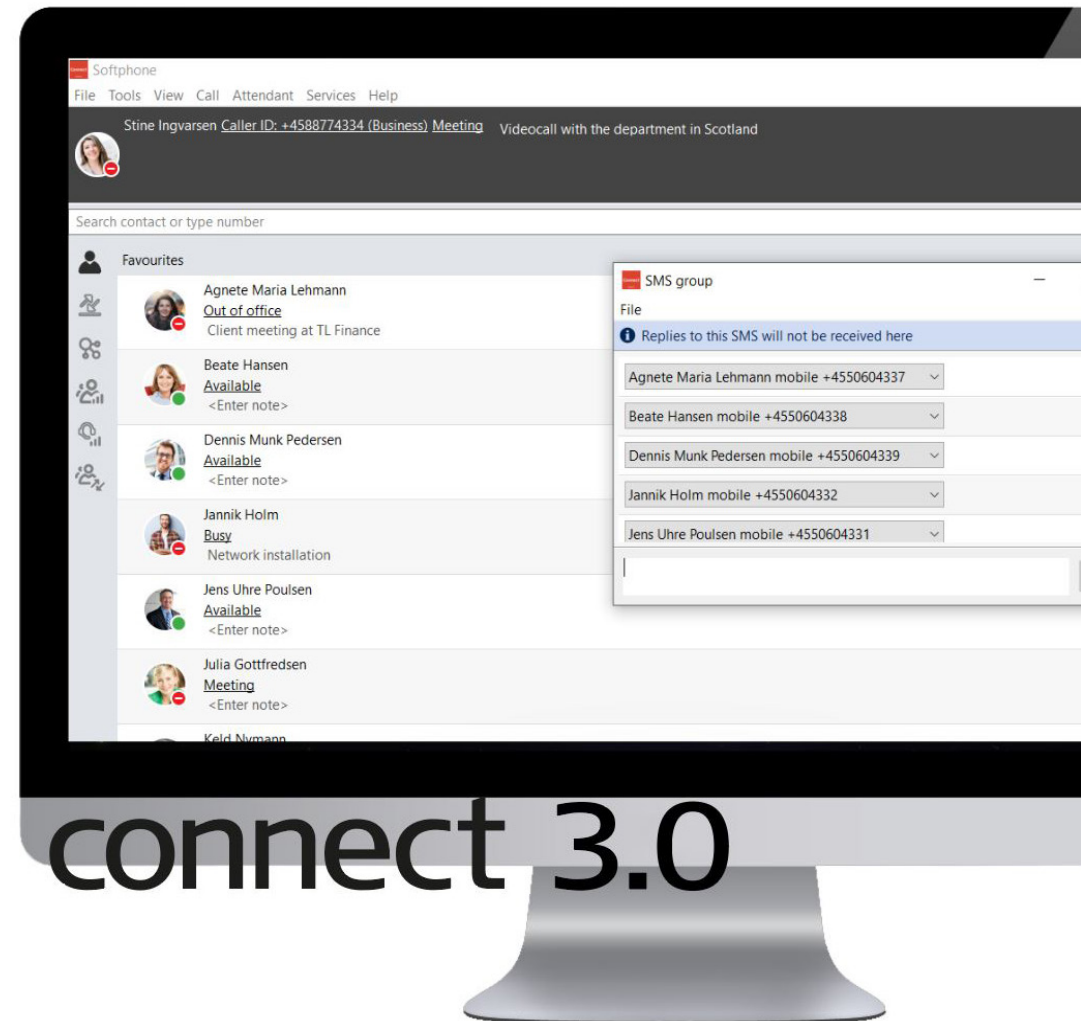 Softphone
File Tools View Call Attendant Services Help
Stine Ingvarsen Caller ID: +4588774334 (Business) Meeting Videocall with the department in Scotland
Search contact or type number
Favourites
Agnete Maria Lehmann
Out of office
Client meeting at TL Finance
Beate Hansen
Available
<Enter note>
Dennis Munk Pedersen
Available
<Enter note>
Jannik Holm
Busy
Network installation
Jens Uhre Poulsen
Available
<Enter note>
Julia Gottfredsen
Meeting
<Enter note>
Keld Nymann
SMS group
File
Replies to this SMS will not be received here
Agnete Maria Lehmann mobile +4550604337
Beate Hansen mobile +4550604338
Dennis Munk Pedersen mobile +4550604339
Jannik Holm mobile +4550604332
Jens Uhre Poulsen mobile +4550604331
connect 3.0